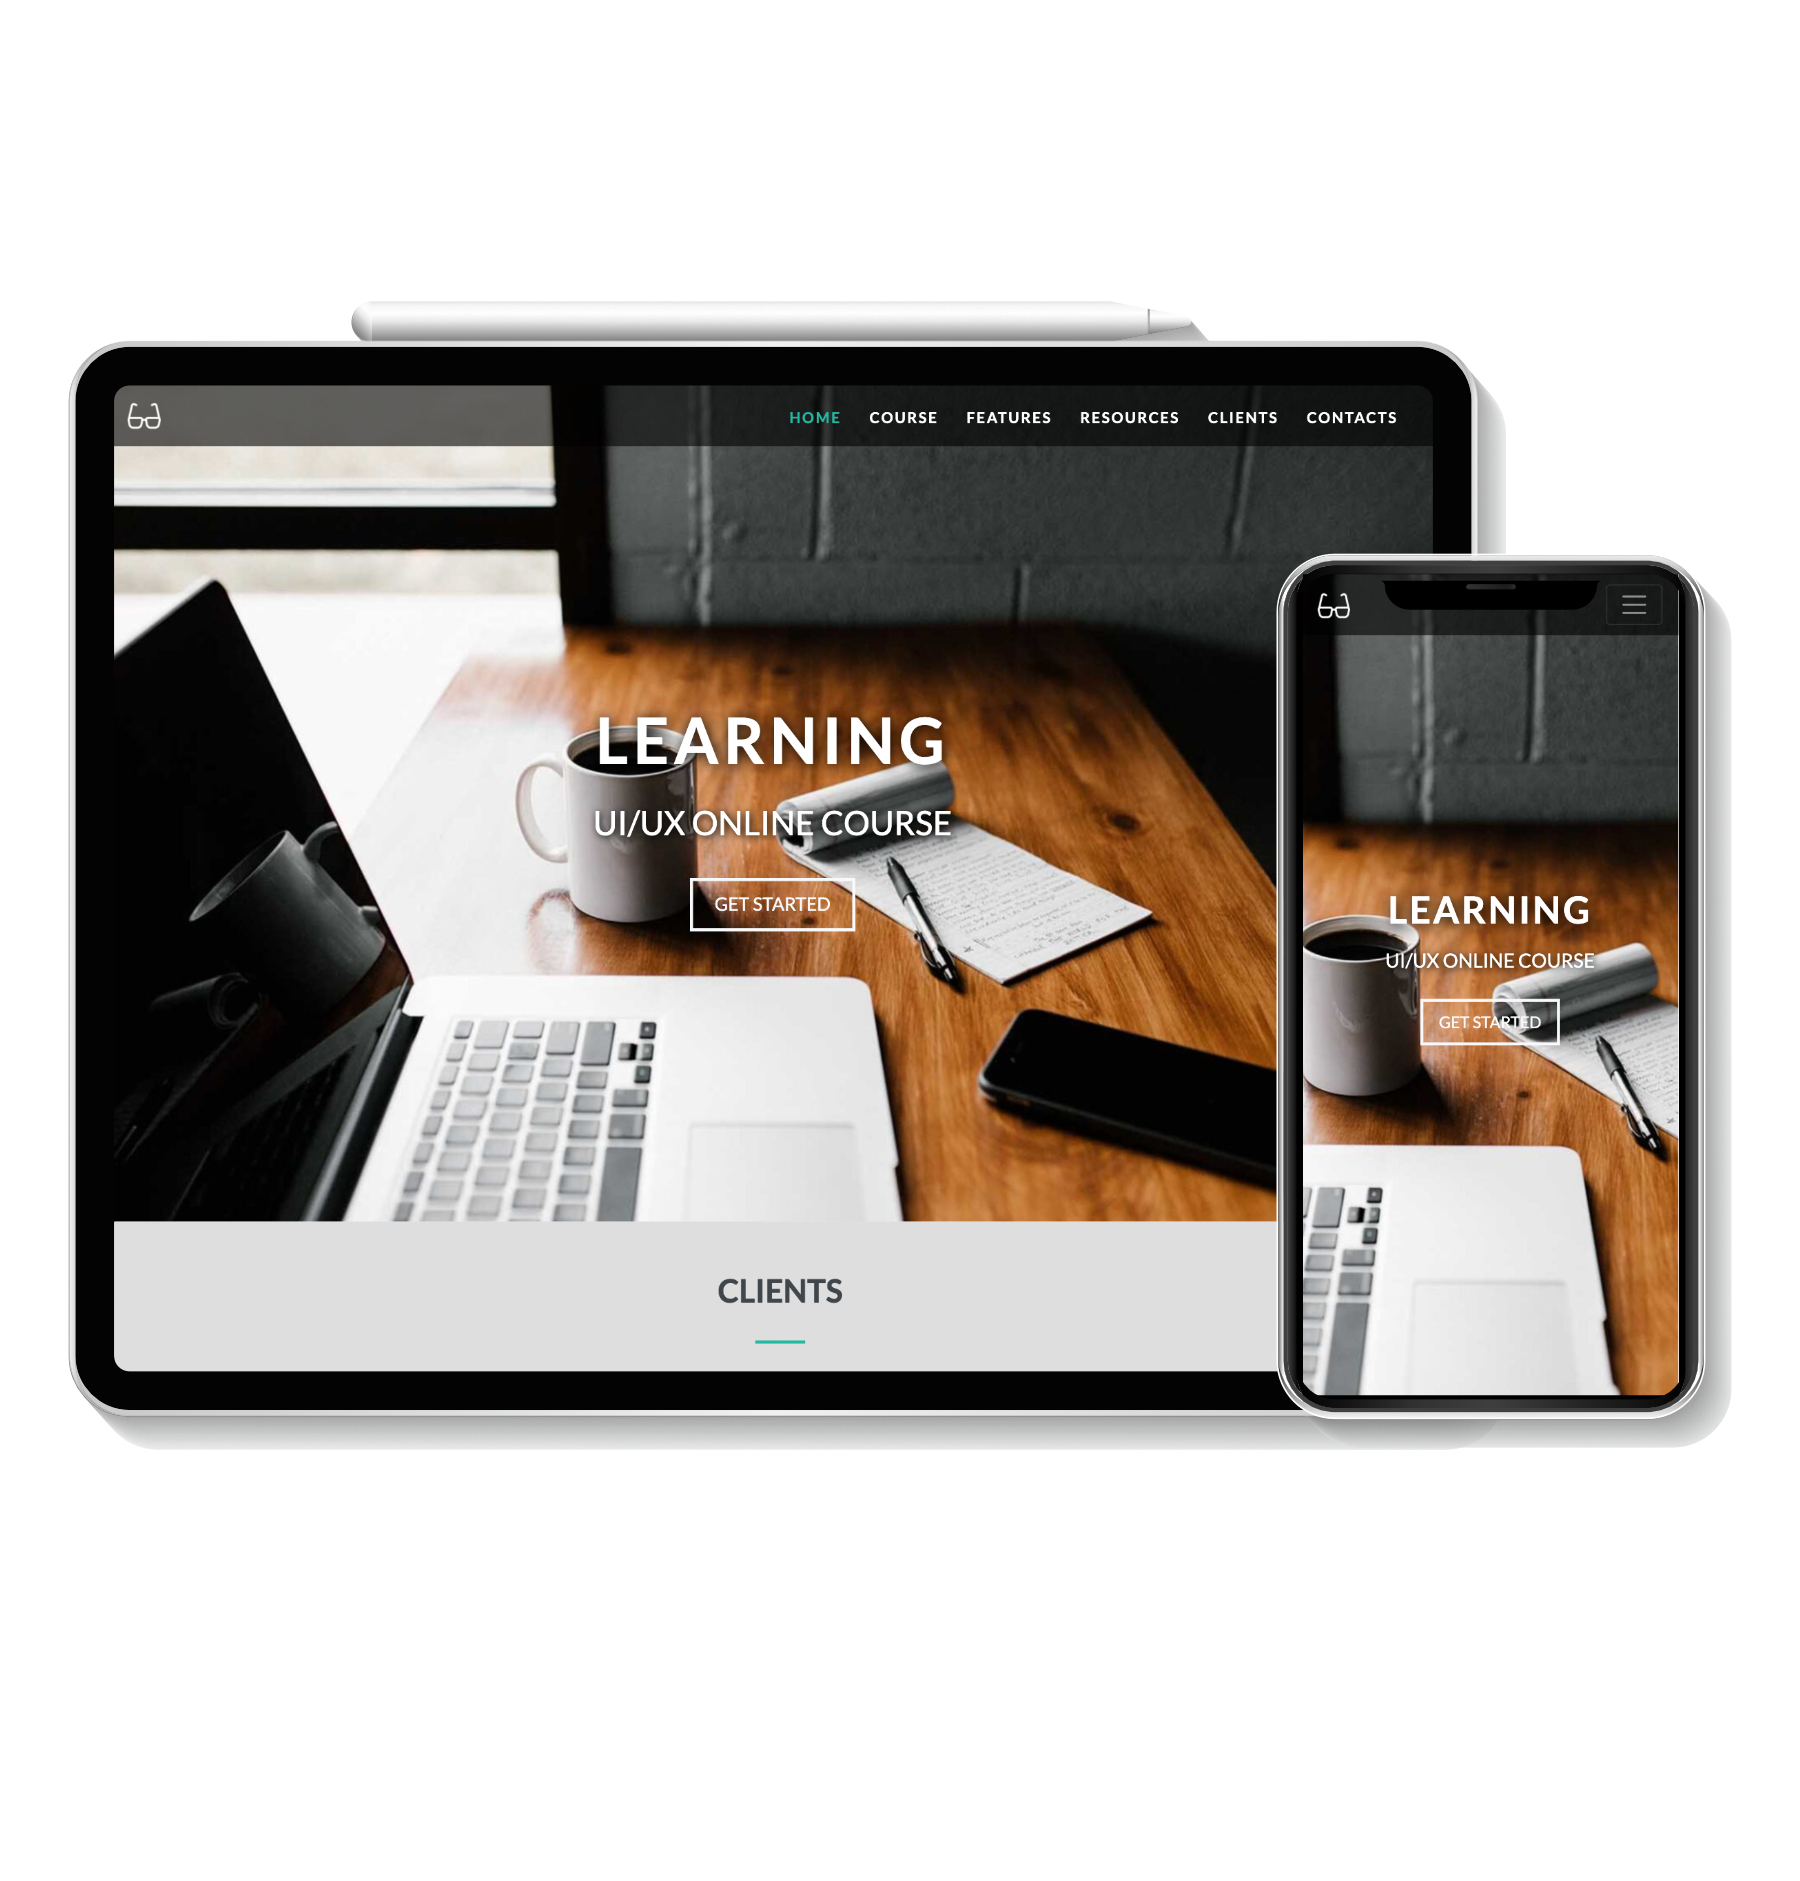 HOME COURSE FEATURES RESOURCES CLIENTS CONTACTS
LEARNING
UI/UX ONLINE COURSE
GET STARTED
CLIENTS
LEARNING
UI/UX ONLINE COURSE
GET STARTED